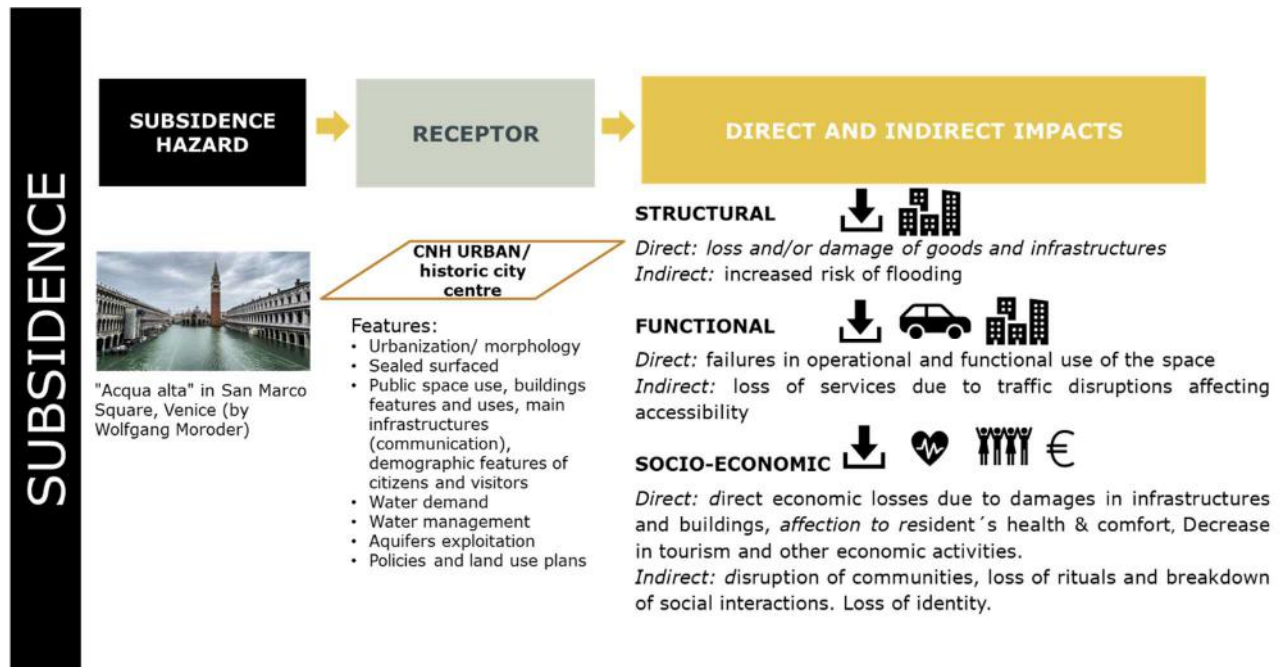 SUBSIDENCE
SUBSIDENCE
HAZARD
RECEPTOR
DIRECT AND INDIRECT IMPACTS
"Acqua alta" in San Marco
Square, Venice (by
Wolfgang Moroder)
CNH URBAN/
historic city
centre
Features:
• Urbanization/ morphology
• Sealed surfaced
• Public space use, buildings
features and uses, main
infrastructures
(communication),
demographic features of
citizens and visitors
• Water demand
• Water management
• Aquifers exploitation
• Policies and land use plans
STRUCTURAL
Direct: loss and/or damage of goods and infrastructures
Indirect: increased risk of flooding
FUNCTIONAL
Direct: failures in operational and functional use of the space
Indirect: loss of services due to traffic disruptions affecting
accessibility
SOCIO-ECONOMIC €
Direct: direct economic losses due to damages in infrastructures
and buildings, affection to resident´s health & comfort, Decrease
in tourism and other economic activities.
Indirect: disruption of communities, loss of rituals and breakdown
of social interactions. Loss of identity.